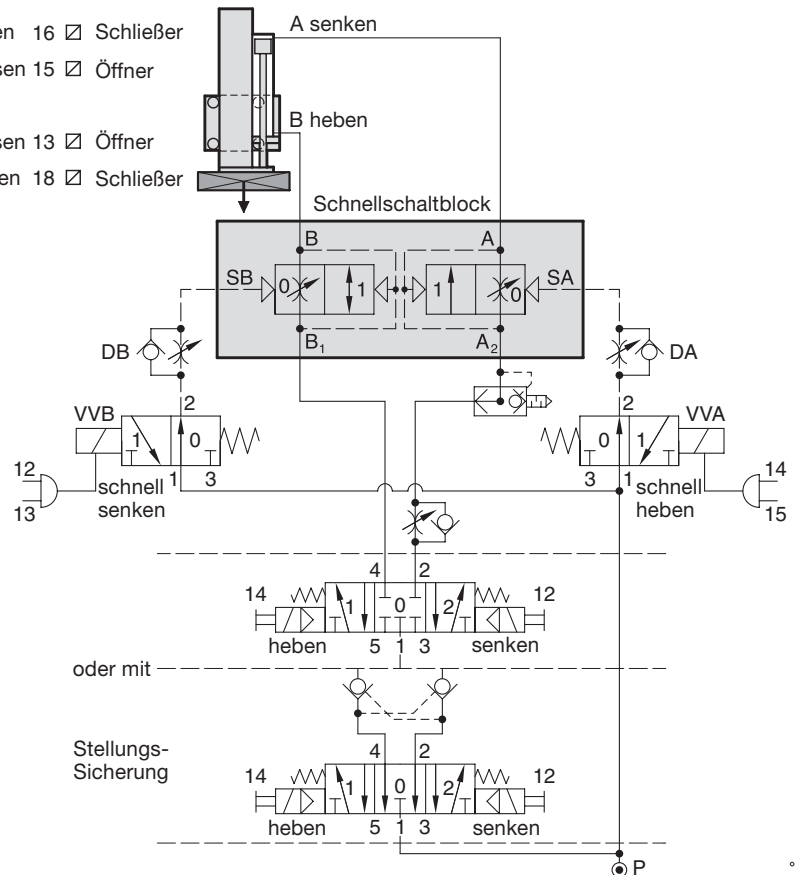 en 16 Schließer
sen 15 Öffner
sen 13 Öffner
en 18 Schließer
A senken
B heben
Schnellschaltblock
B A
SB 0 1 1 0 SA
B1 A2
DB DA
VVB 2 2 VVA
1 0 0 1
12 1 3 3 1 14
13 schnell senken schnell heben 15
4 2
14 1 0 2 12
heben 5 1 3 senken
oder mit
Stellungs-
Sicherung
4 2
14 1 0 2 12
heben 5 1 3 senken
P